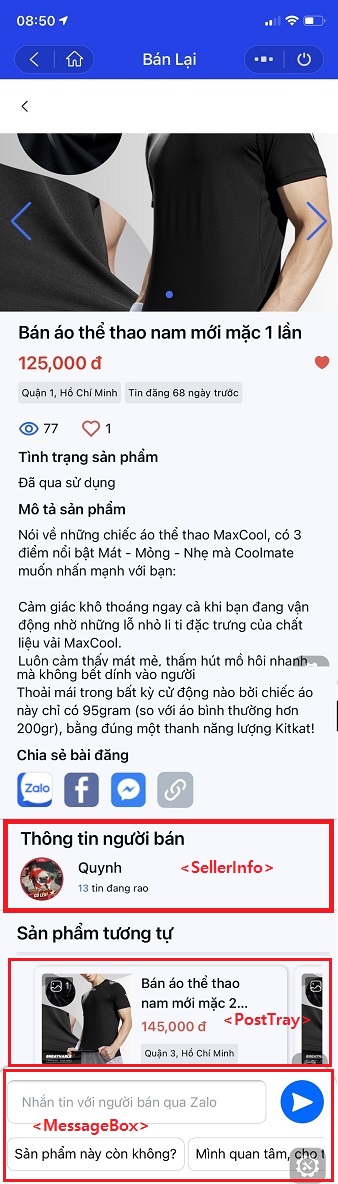 08:50
Bán Lại
Bán áo thể thao nam mới mặc 1 lần
125,000 đ
Quận 1, Hồ Chí Minh
Tin đăng 68 ngày trước
77
1
Tình trạng sản phẩm
Đã qua sử dụng
Mô tả sản phẩm
Nói về những chiếc áo thể thao MaxCool, có 3
điểm nổi bật Mát - Mỏng - Nhẹ mà Coolmate
muốn nhấn mạnh với bạn:
Cảm giác khô thoáng ngay cả khi bạn đang vận
động nhờ những lỗ nhỏ li ti đặc trưng của chất
liệu vải MaxCool.
Luôn cảm thấy mát mẻ, thấm hút mồ hôi nhanh
mà không bết dính vào người
Thoải mái trong bất kỳ cử động nào bởi chiếc áo
này chỉ có 95gram (so với áo bình thường hơn
200gr), bằng đúng một thanh năng lượng Kitkat!
Chia sẻ bài đăng
Zalo
f
Thông tin người bán
Quynh
<SellerInfo>
13 tin đang rao
Sản phẩm tương tự
1
Bán áo thể thao
nam mới mặc 2...
145,000 đ
<PostTray>
Quận 3, Hồ Chí Minh
Nhắn tin với người bán qua Zalo
<MessageBox>
Sản phẩm này còn không?
Mình quan tâm, cho